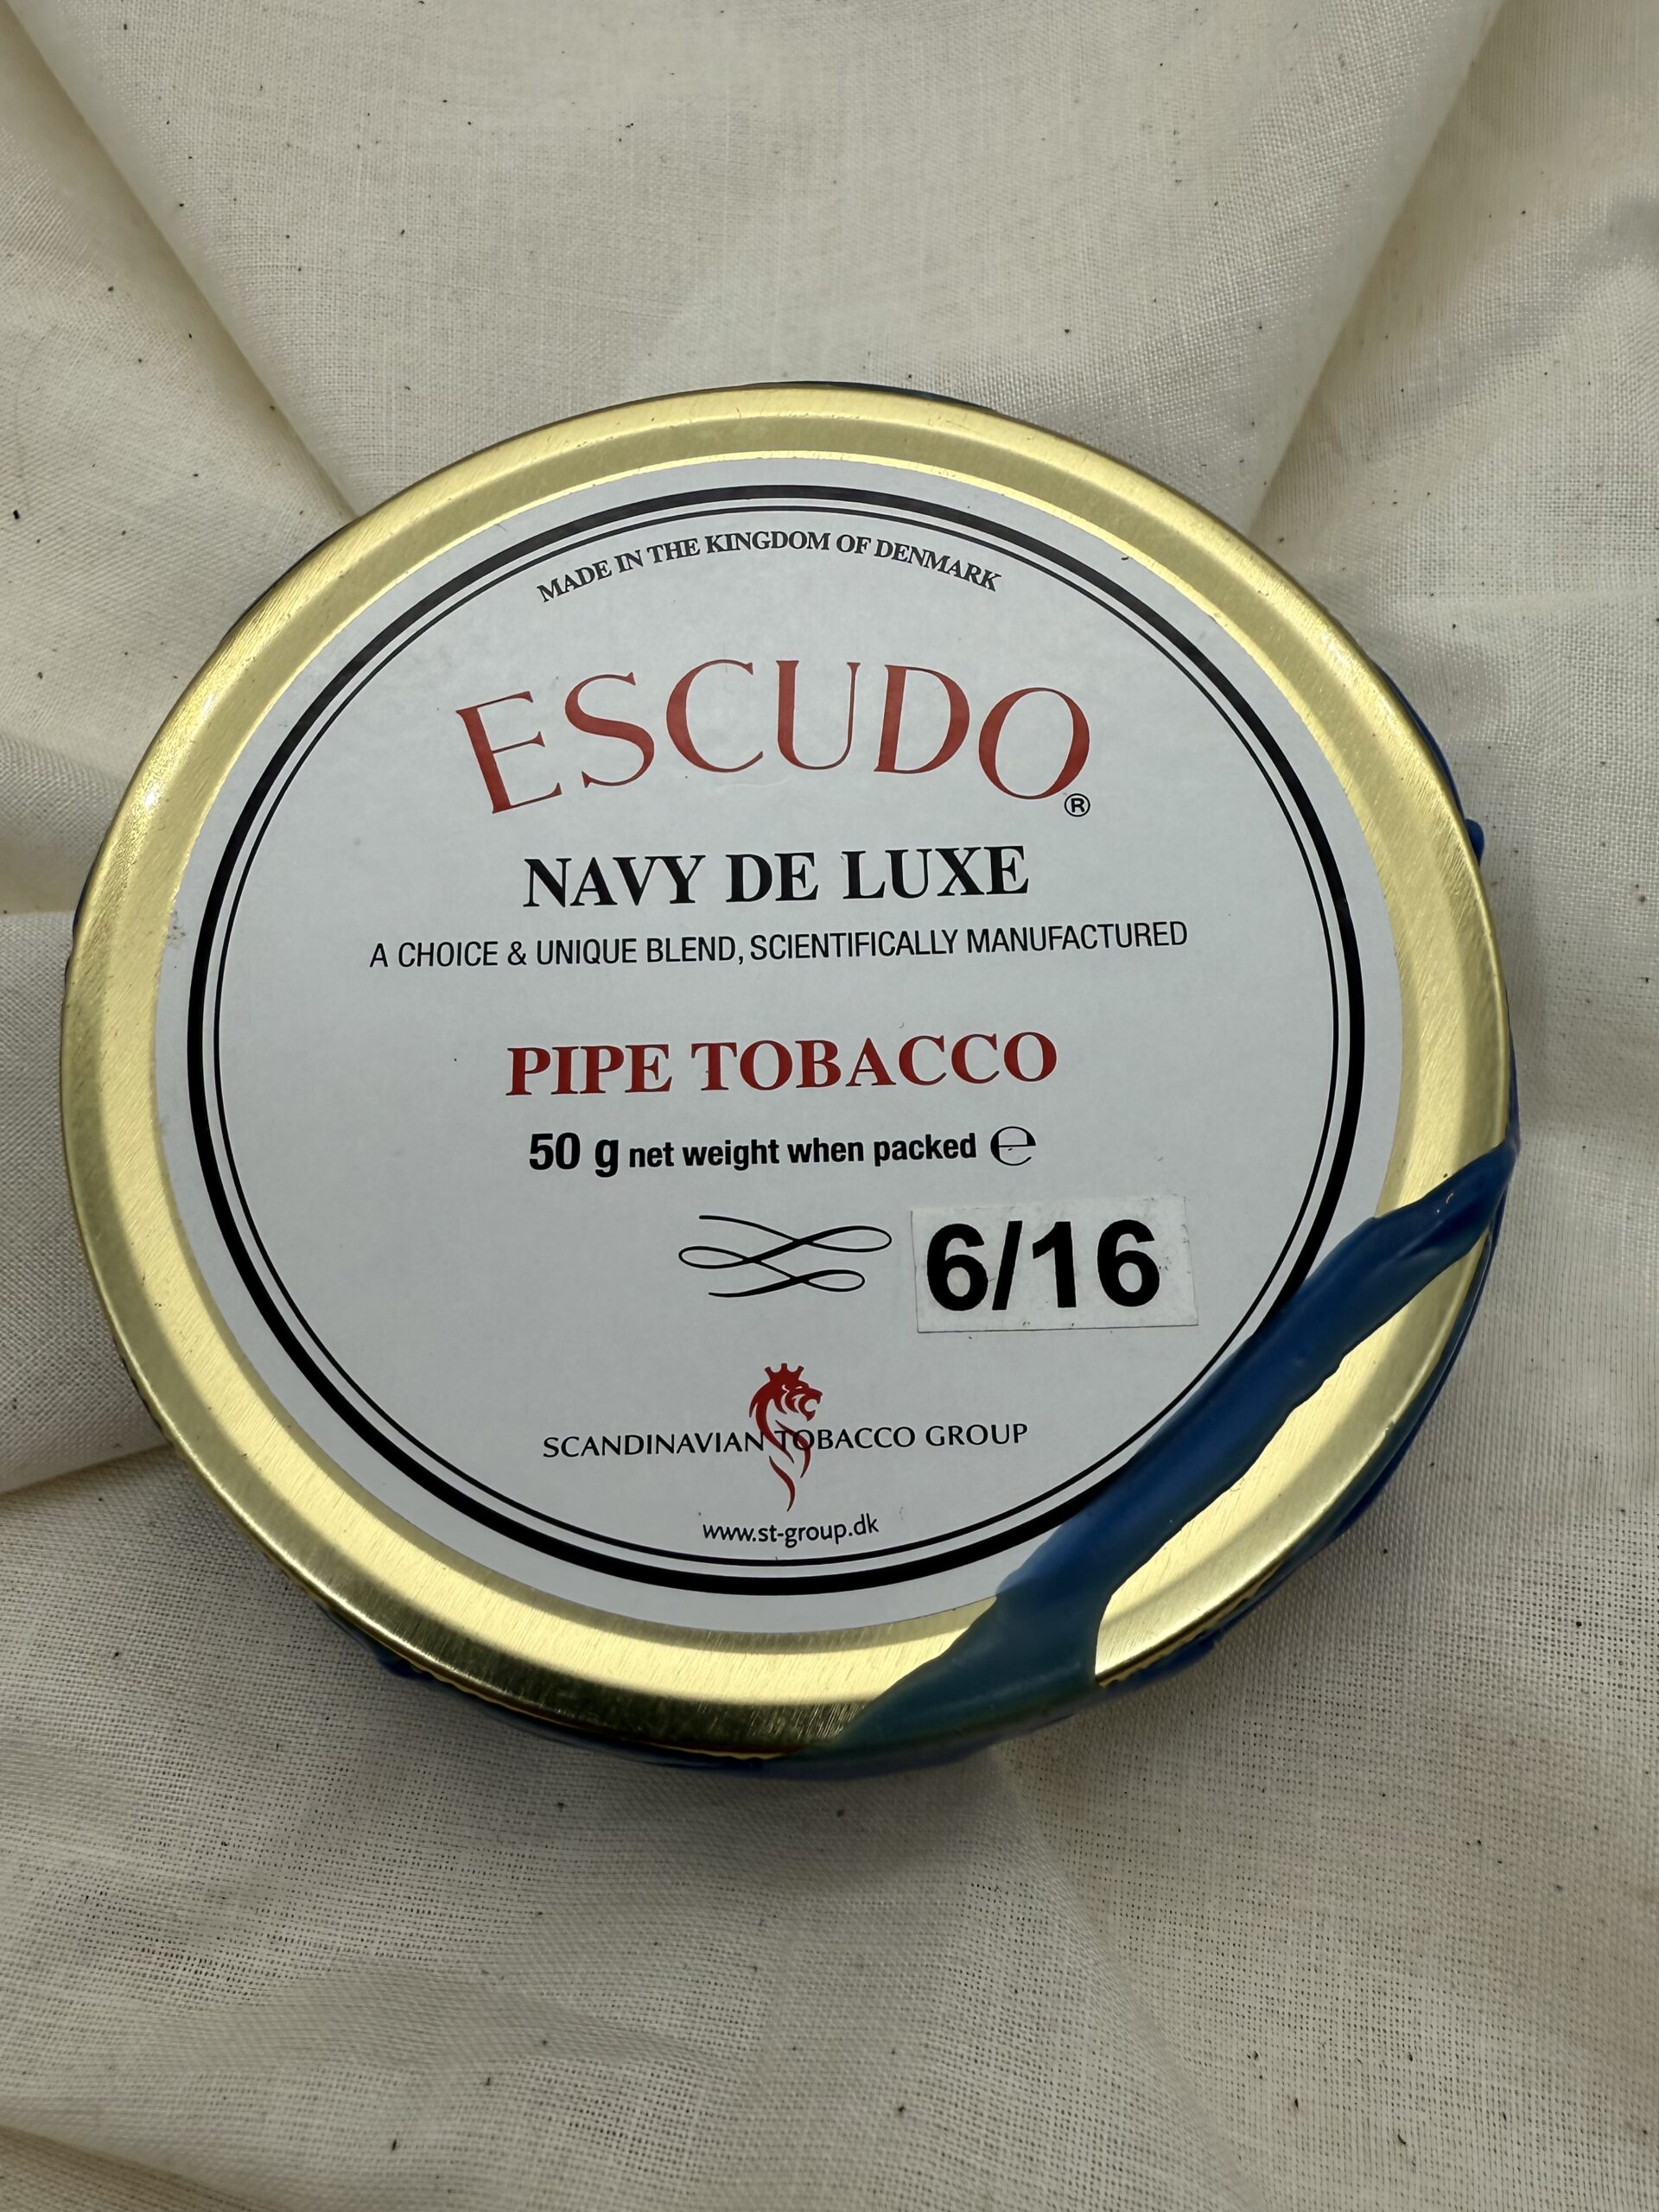 MADE IN THE KINGDOM OF DENMARK
ESCUDO®
NAVY DE LUXE
A CHOICE & UNIQUE BLEND, SCIENTIFICALLY MANUFACTURED
PIPE TOBACCO
50 g net weight when packed ℮
6/16
SCANDINAVIAN TOBACCO GROUP
www.st-group.dk